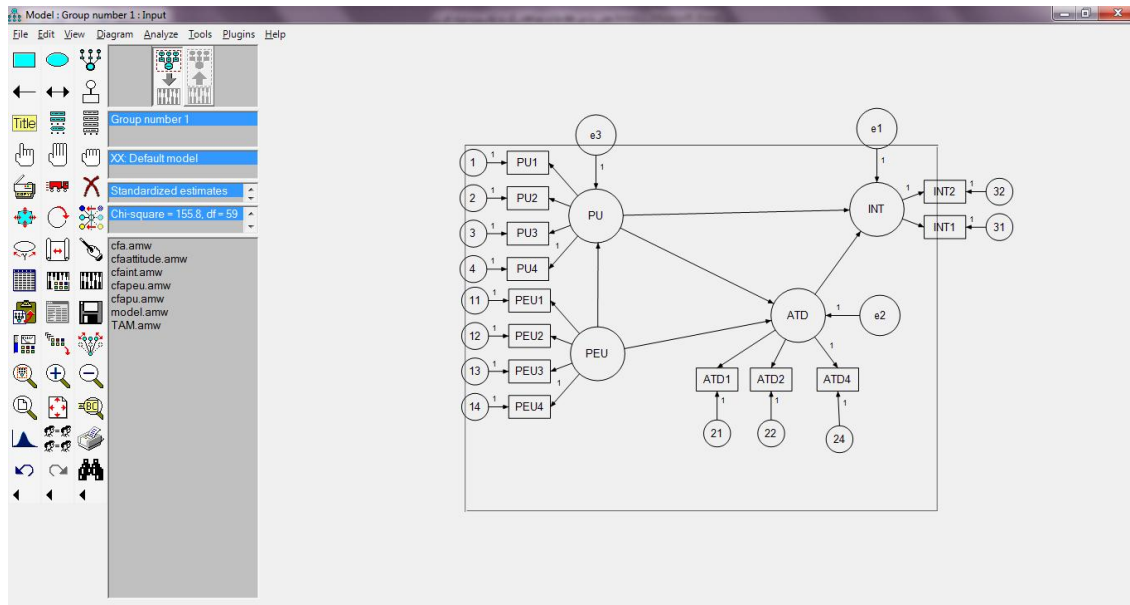 Model : Group number 1 : Input
File Edit View Diagram Analyze Tools Plugins Help
Title
Group number 1
XX: Default model
Standardized estimates
Chi-square = 155.8, df = 59
cfa.amw
cfaattitude.amw
cfaint.amw
cfapeu.amw
cfapu.amw
model.amw
TAM.amw
e3
e1
1 1 PU1 1 1
2 1 PU2 PU INT 1 INT2 1 32
3 1 PU3 INT1 1 31
4 1 PU4 1
11 1 PEU1
12 1 PEU2 ATD 1 e2
13 1 PEU3 PEU 1
14 1 PEU4 1
ATD1 ATD2 ATD4
1 1 1
21 22 24